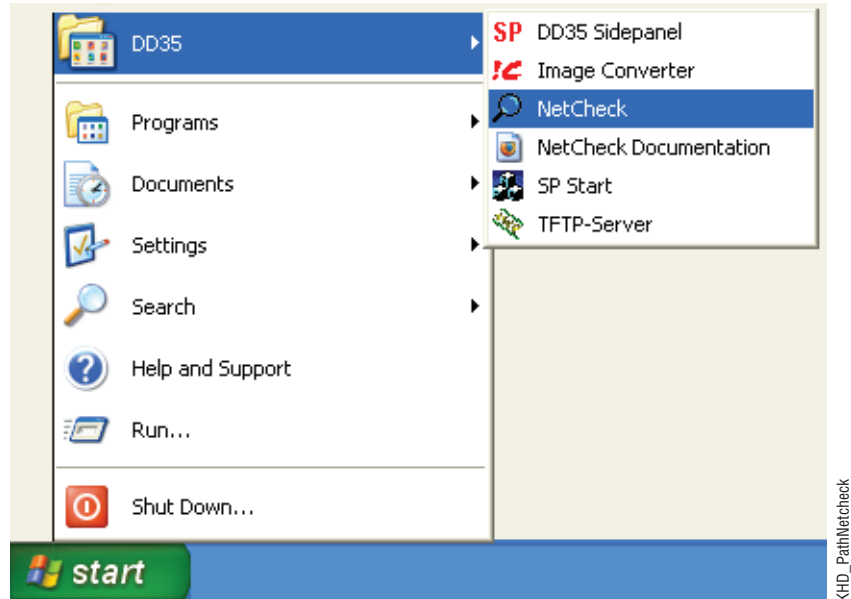 DD35
Programs
Documents
Settings
Search
Help and Support
Run...
Shut Down...
start
SP DD35 Sidepanel
!C Image Converter
NetCheck
NetCheck Documentation
SP Start
TFTP-Server
KHD_PathNetcheck